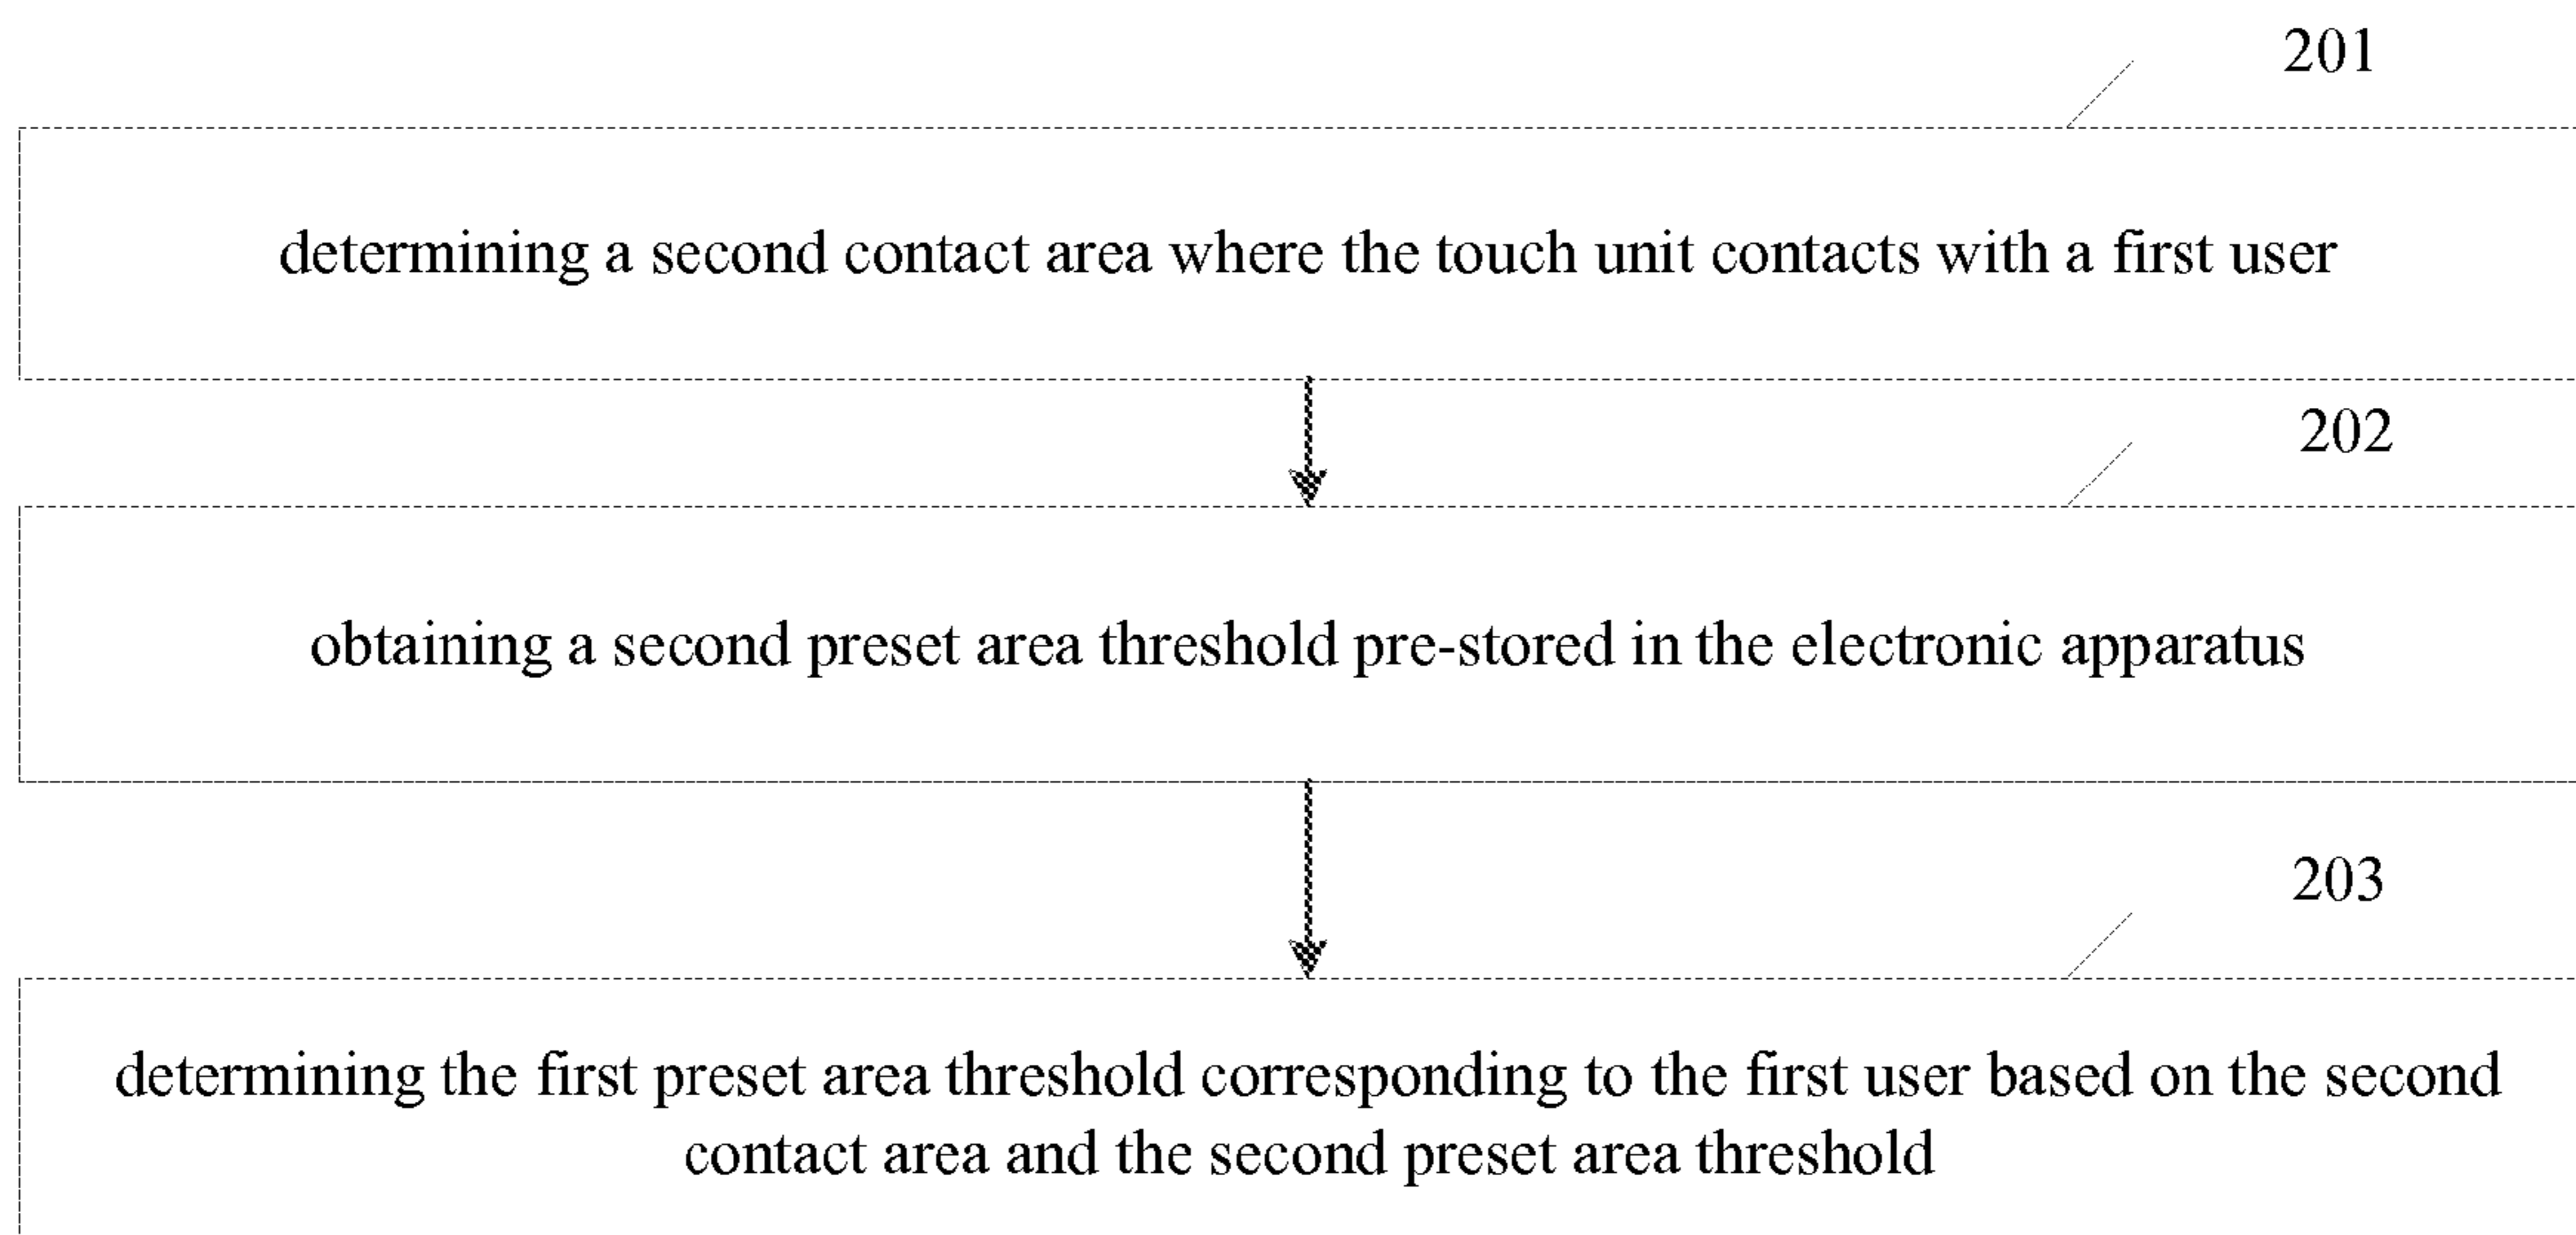 201
determining a second contact area where the touch unit contacts with a first user
202
obtaining a second preset area threshold pre-stored in the electronic apparatus
203
determining the first preset area threshold corresponding to the first user based on the second
contact area and the second preset area threshold